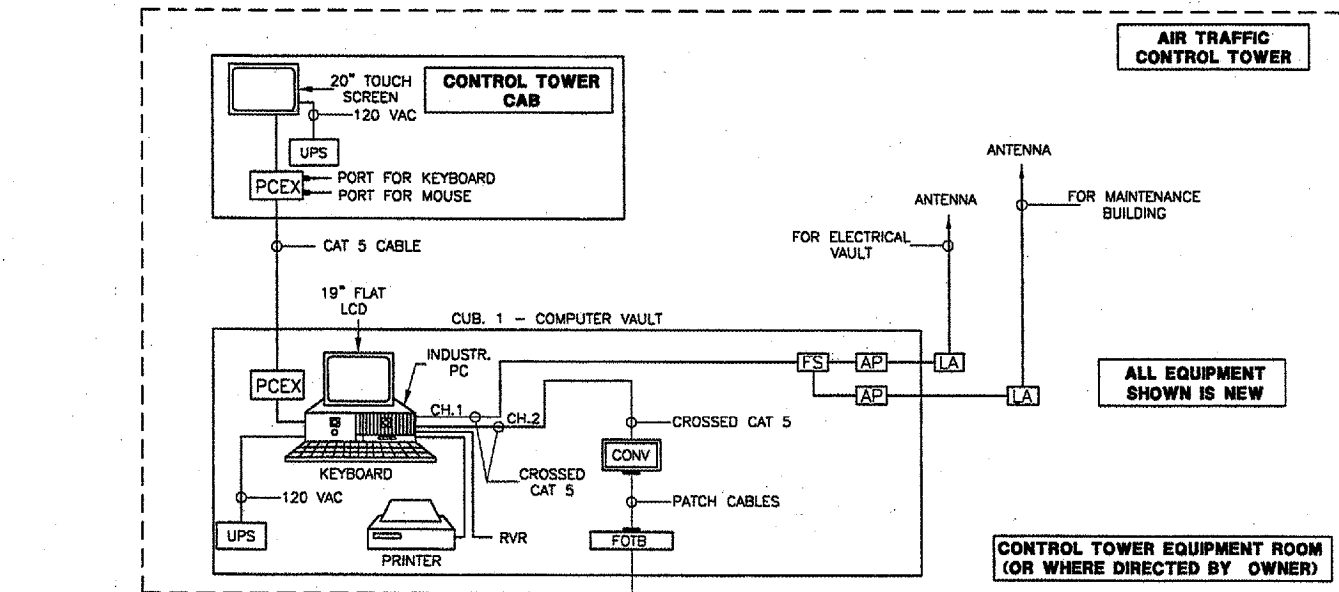 AIR TRAFFIC
CONTROL TOWER
CONTROL TOWER
CAB
20" TOUCH
SCREEN
120 VAC
UPS
PCEX
PORT FOR KEYBOARD
PORT FOR MOUSE
CAT 5 CABLE
ANTENNA
FOR MAINTENANCE
BUILDING
ANTENNA
FOR ELECTRICAL
VAULT
19" FLAT
LCD
CUB. 1 - COMPUTER VAULT
INDUSTR.
PC
PCEX
CH.1
CH.2
FS
AP
LA
AP
LA
ALL EQUIPMENT
SHOWN IS NEW
CROSSED CAT 5
CONV
KEYBOARD
CROSSED
CAT 5
120 VAC
PATCH CABLES
UPS
PRINTER
RVR
FOTB
CONTROL TOWER EQUIPMENT ROOM
(OR WHERE DIRECTED BY OWNER)